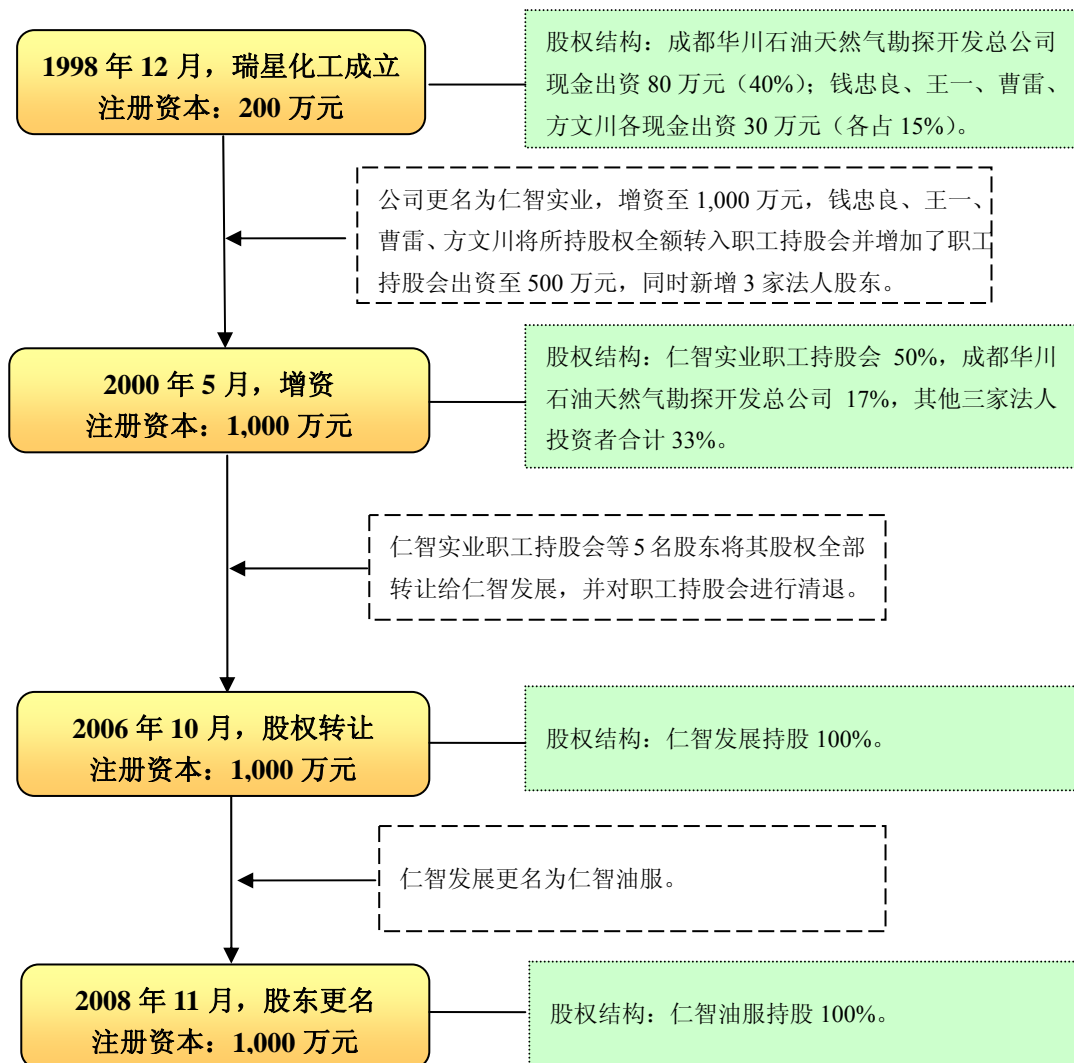 1998 年 12 月，瑞星化工成立
注册资本：200 万元
股权结构：成都华川石油天然气勘探开发总公司
现金出资 80 万元（40%）；钱忠良、王一、曹雷、
方文川各现金出资 30 万元（各占 15%）。
公司更名为仁智实业，增资至 1,000 万元，钱忠良、王一、
曹雷、方文川将所持股权全额转入职工持股会并增加了职工
持股会出资至 500 万元，同时新增 3 家法人股东。
2000 年 5 月，增资
注册资本：1,000 万元
股权结构：仁智实业职工持股会 50%，成都华川
石油天然气勘探开发总公司 17%，其他三家法人
投资者合计 33%。
仁智实业职工持股会等 5 名股东将其股权全部
转让给仁智发展，并对职工持股会进行清退。
2006 年 10 月，股权转让
注册资本：1,000 万元
股权结构：仁智发展持股 100%。
仁智发展更名为仁智油服。
2008 年 11 月，股东更名
注册资本：1,000 万元
股权结构：仁智油服持股 100%。